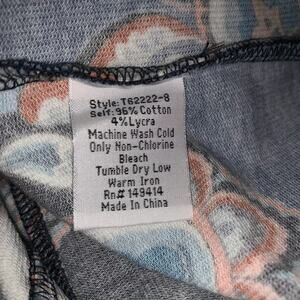 Style: T62222-8
Self: 96% Cotton
4% Lycra
Machine Wash Cold
Only Non-Chlorine
Bleach
Tumble Dry Low
Warm Iron
Rn# 149414
Made In China